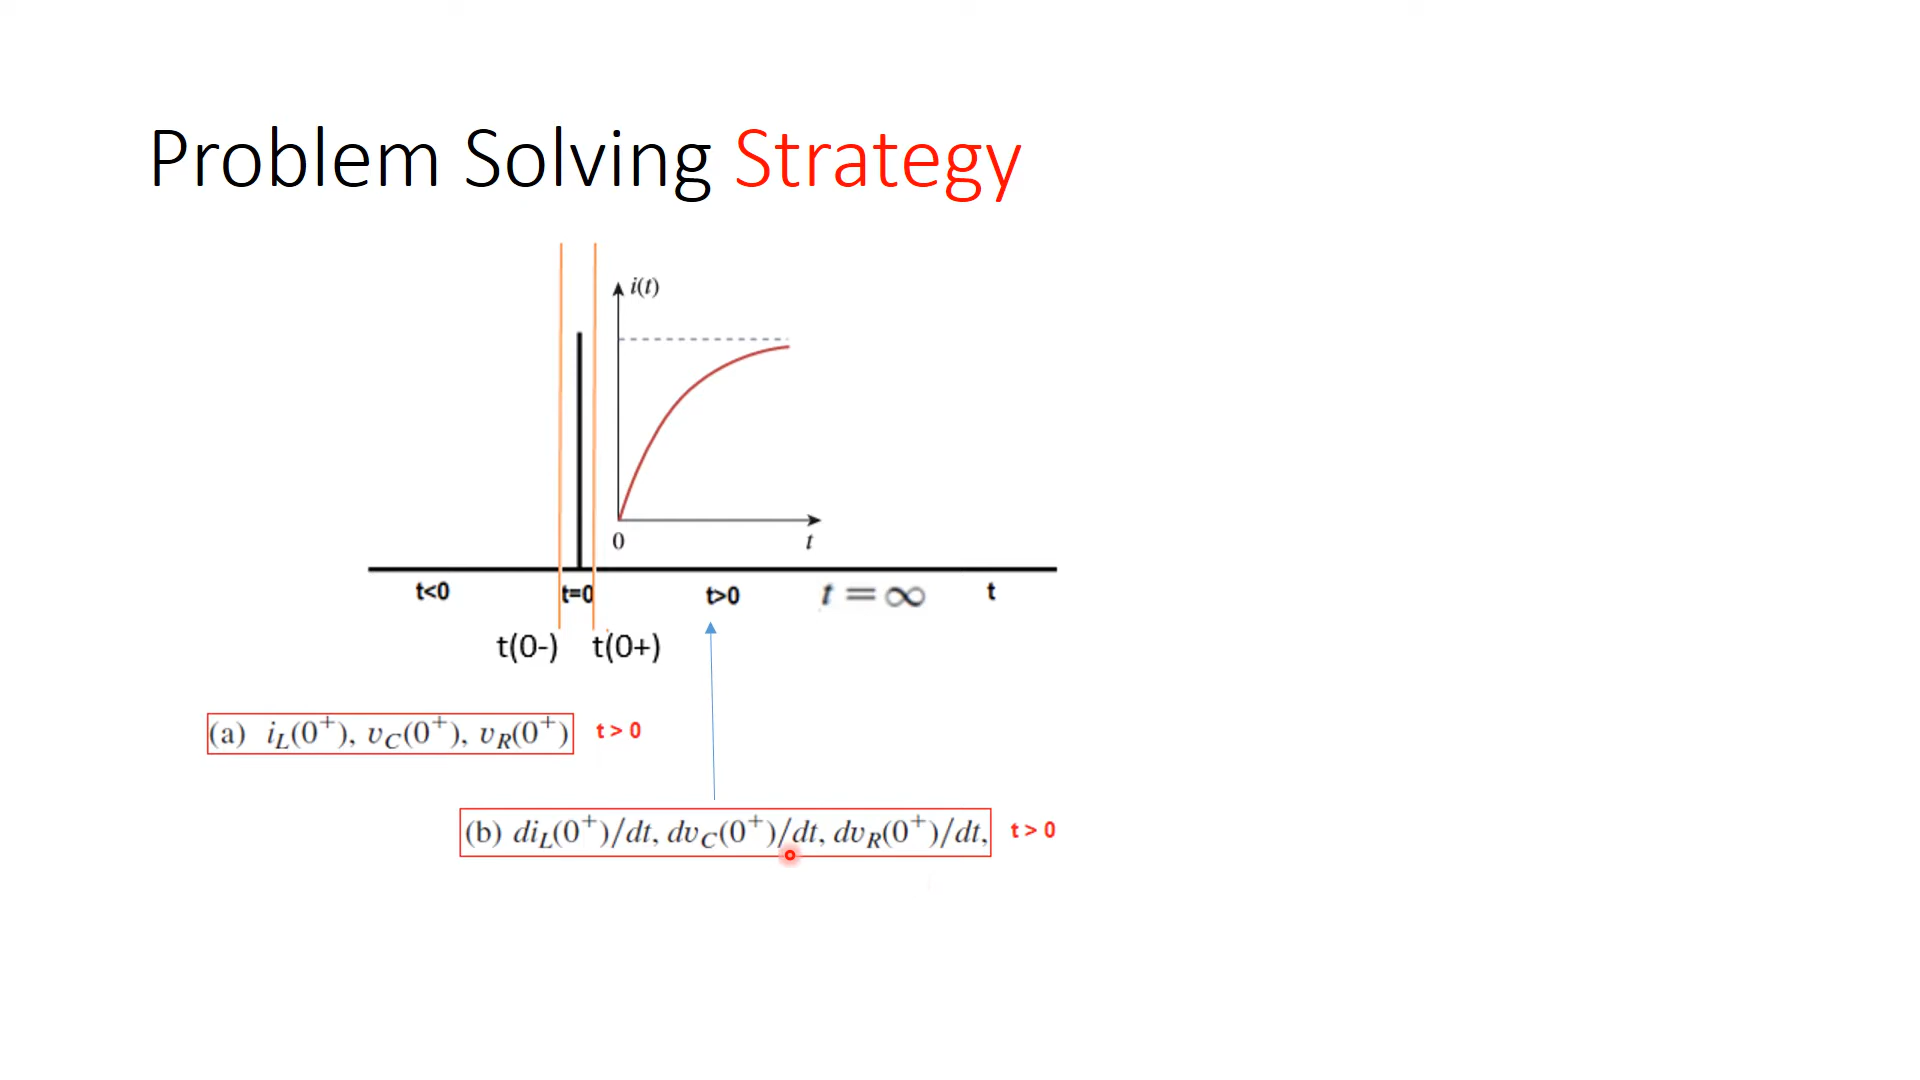 Problem Solving Strategy
i(t)
0
t
t<0 t=0 t>0 t = ∞ t
t(0-) t(0+)
(a) i_L(0⁺), v_C(0⁺), v_R(0⁺) t > 0
(b) di_L(0⁺)/dt, dv_C(0⁺)/dt, dv_R(0⁺)/dt, t > 0